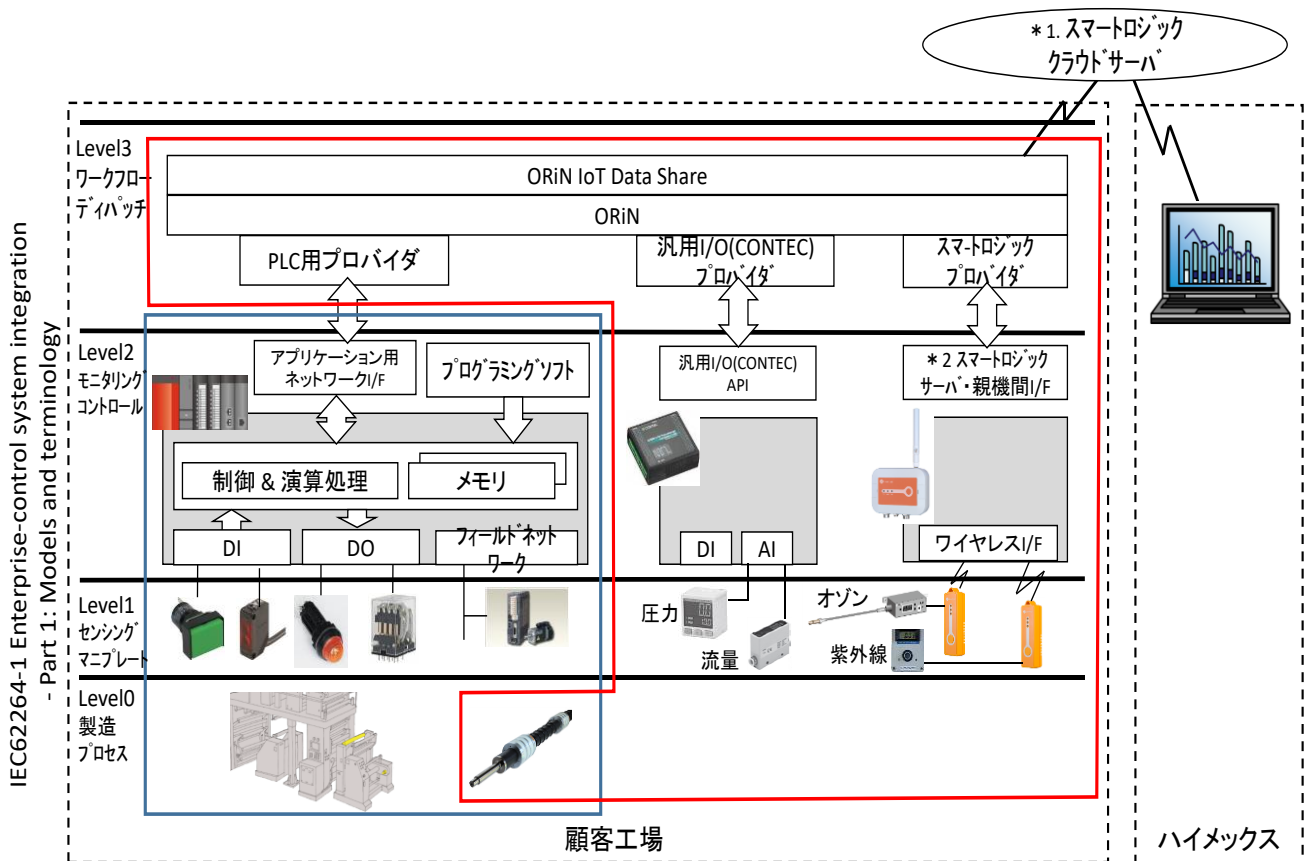 ＊1. スマートロジック
クラウドサーバ
Level3
ワークフロー
ディパッチ
ORiN IoT Data Share
ORiN
PLC用プロバイダ
汎用I/O(CONTEC)
プロバイダ
スマ-トロジック
プロバイダ
IEC62264-1 Enterprise-control system integration
- Part 1: Models and terminology
Level2
モニタリング
コントロール
アプリケーション用
ネットワークI/F
プログラミングソフト
汎用I/O(CONTEC)
API
＊2 スマートロジック
サーバ・親機間I/F
制御 & 演算処理
メモリ
DI
DO
フィールドネット
ワーク
DI
AI
ワイヤレスI/F
Level1
センシング
マニプレート
圧力
流量
オゾン
紫外線
Level0
製造
プロセス
顧客工場
ハイメックス